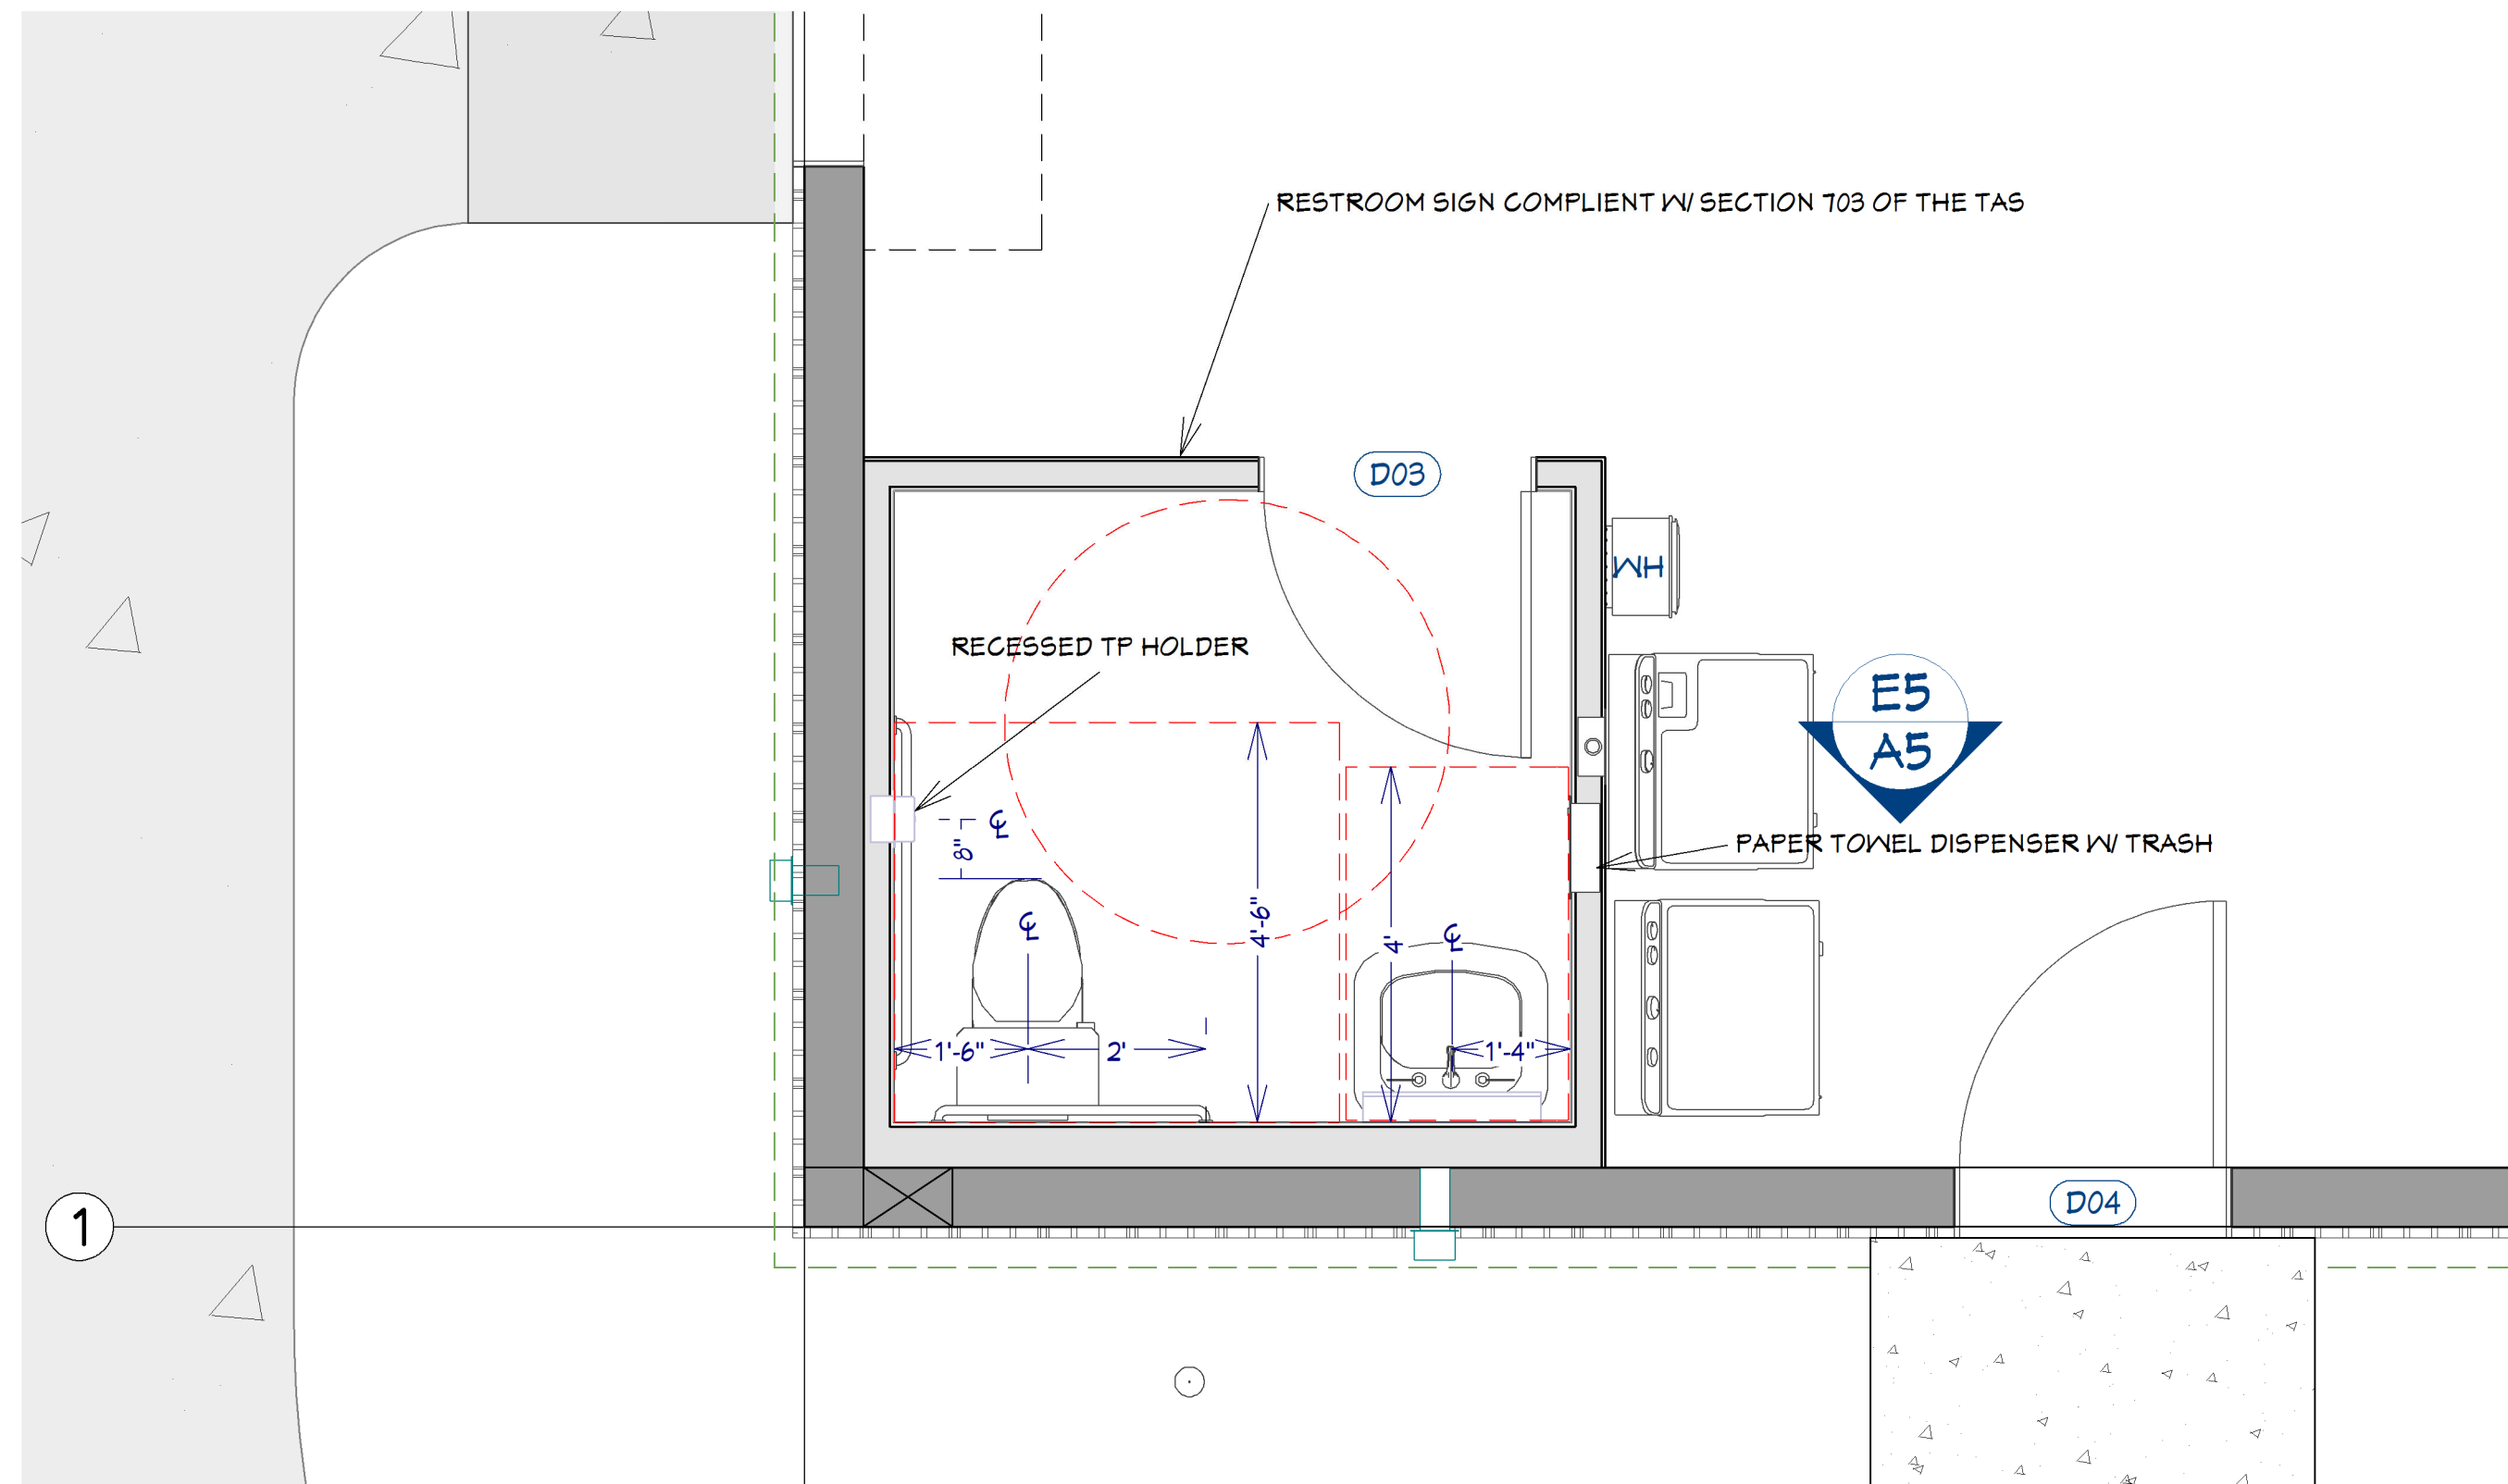 RESTROOM SIGN COMPLIENT W/ SECTION 703 OF THE TAS
D03
WH
RECESSED TP HOLDER
E5
A5
℄
8"
PAPER TOWEL DISPENSER W/ TRASH
℄
4'-6"
4'
℄
1'-6"
2'
1'-4"
D04
1